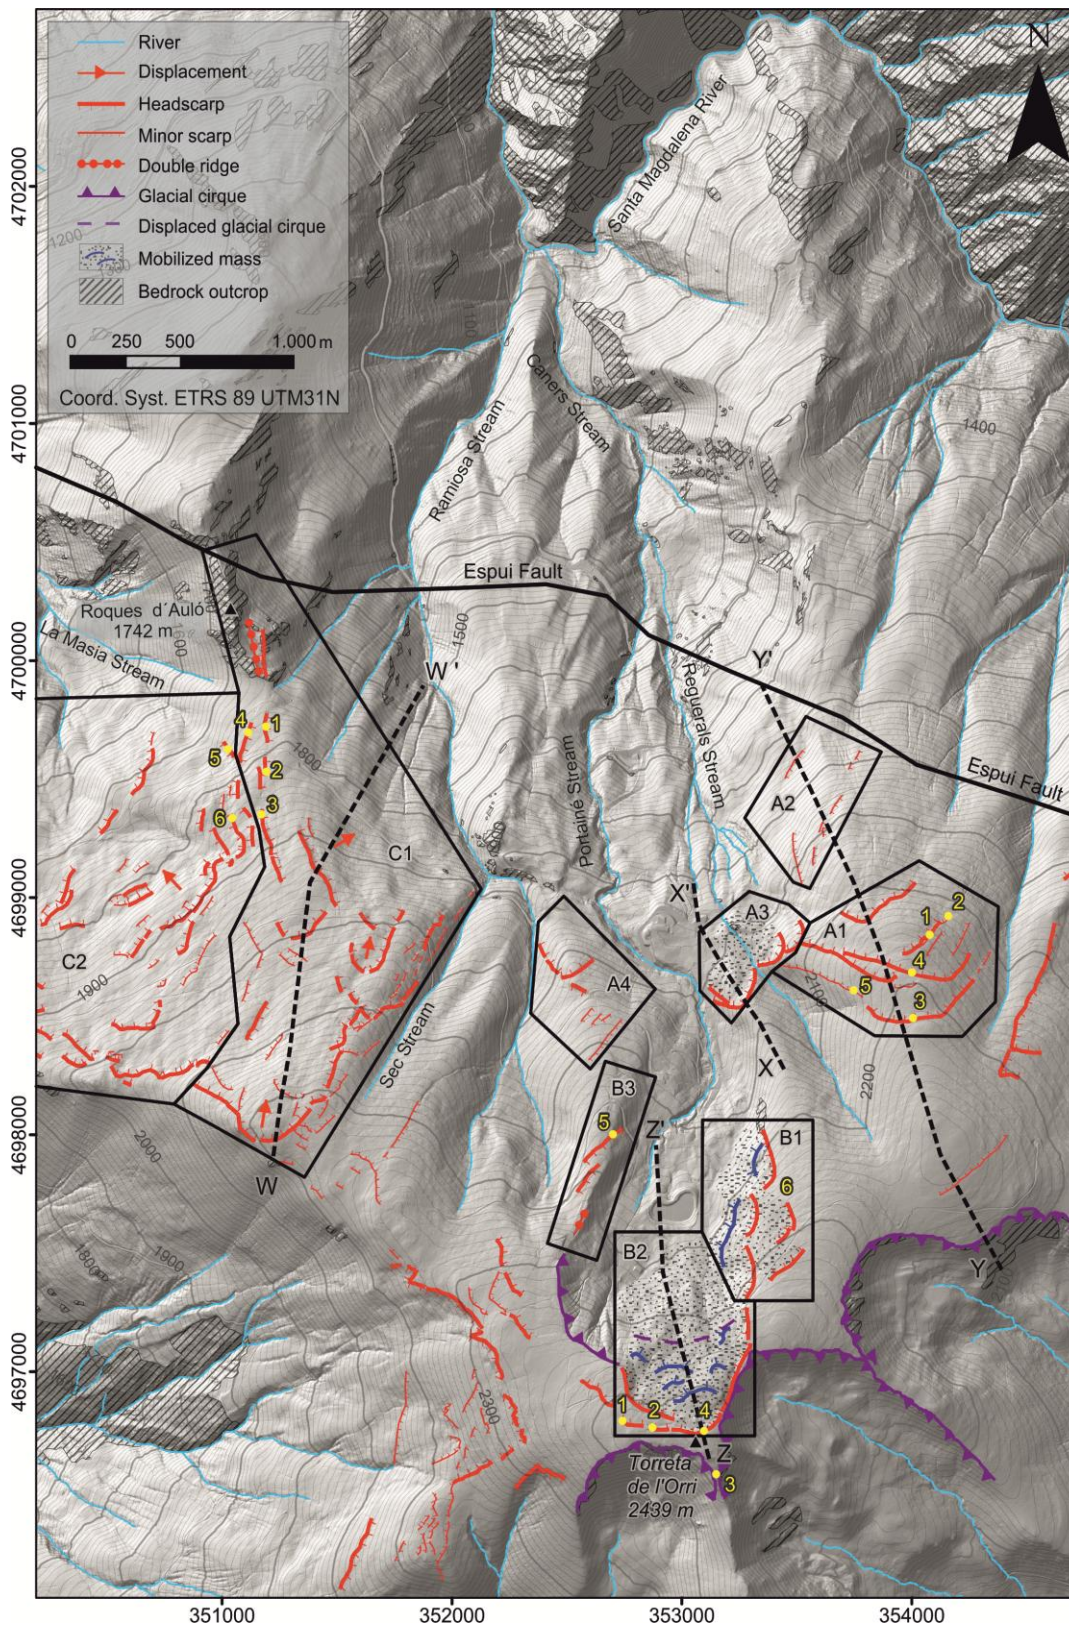 River
Displacement
Headscarp
Minor scarp
Double ridge
Glacial cirque
Displaced glacial cirque
Mobilized mass
Bedrock outcrop
0 250 500 1.000 m
Coord. Syst. ETRS 89 UTM31N
N
Santa Magdalena River
1200
1100
Caners Stream
Ramiosa Stream
1400
Espui Fault
Roques d´Auló
1742 m
1600
La Masia Stream
1500
W'
Y'
Reguerals Stream
Portainé Stream
Espui Fault
4
1
5
2
1800
6
3
A2
C1
X'
A3
A1
2
1
4
5
3
2100
C2
1900
A4
Sec Stream
X
2200
B3
5
Z'
B1
6
2000
W
1800
1900
B2
Y
2300
1
2
4
Z
3
Torreta
de l'Orri
2439 m
4702000
4701000
4700000
4699000
4698000
4697000
351000
352000
353000
354000